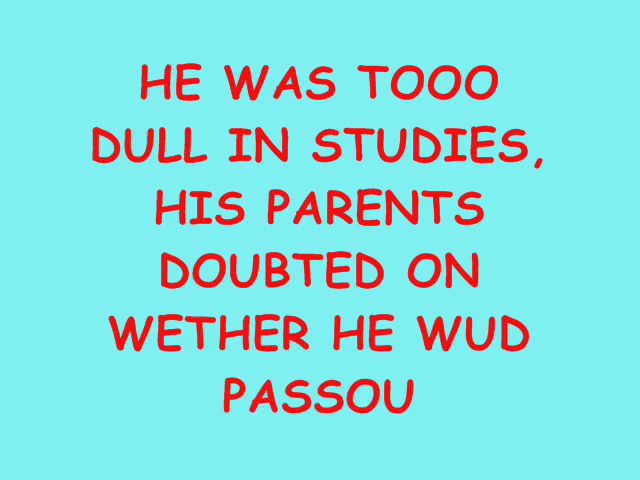 HE WAS TOOO
DULL IN STUDIES,
HIS PARENTS
DOUBTED ON
WETHER HE WUD
PASSOU